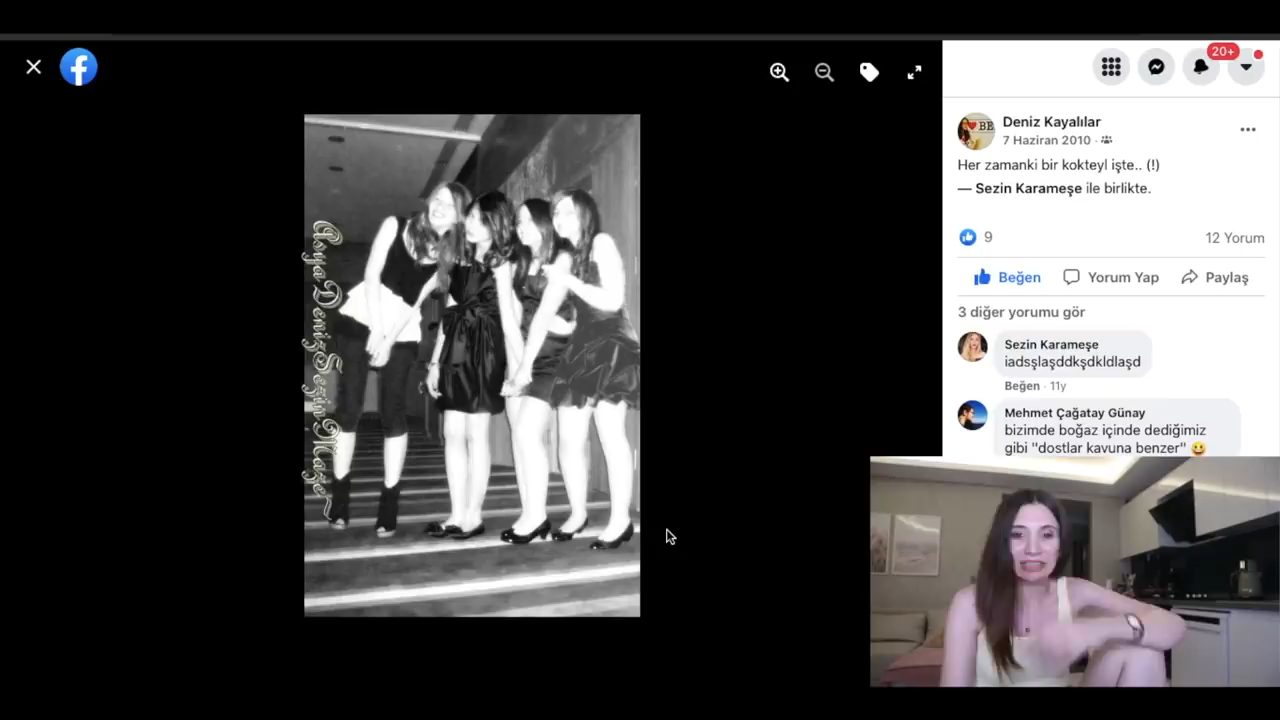 20+
Deniz Kayalılar
7 Haziran 2010
Her zamanki bir kokteyl işte.. (!)
— Sezin Karameşe ile birlikte.
9
12 Yorum
Beğen
Yorum Yap
Paylaş
3 diğer yorumu gör
Sezin Karameşe
iadsşlaşddkşdkldlaşd
Beğen · 11y
Mehmet Çağatay Günay
bizimde boğaz içinde dediğimiz
gibi "dostlar kavuna benzer" 😀
AsyaDenizSezinMüge~